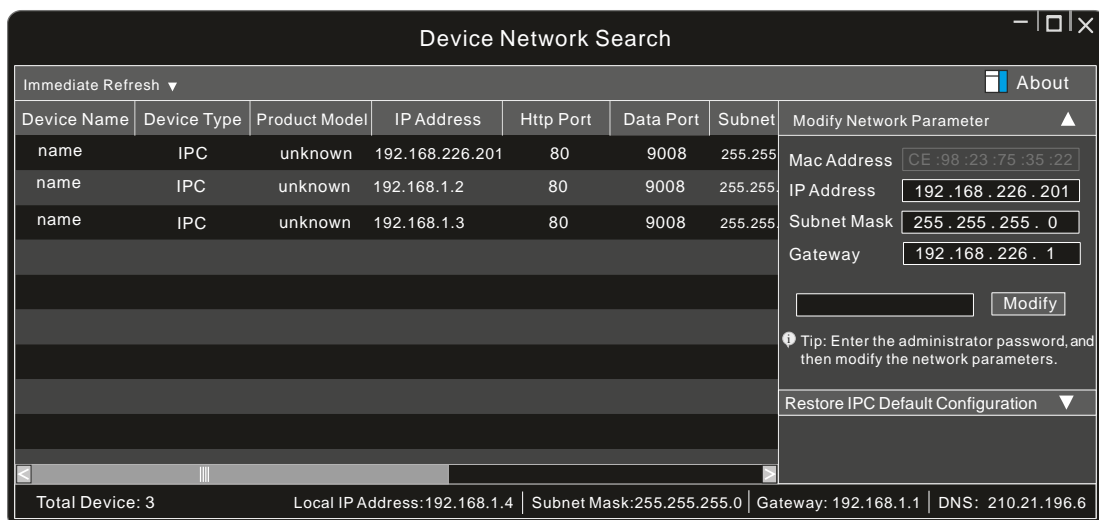 Device Network Search
Immediate Refresh ▼ About
Device Name Device Type Product Model IP Address Http Port Data Port Subnet
name IPC unknown 192.168.226.201 80 9008 255.255
name IPC unknown 192.168.1.2 80 9008 255.255.
name IPC unknown 192.168.1.3 80 9008 255.255.
Modify Network Parameter ▲
Mac Address CE :98 :23 :75 :35 :22
IP Address 192 .168 . 226 . 201
Subnet Mask 255 . 255 . 255 . 0
Gateway 192 .168 . 226 . 1
Modify
Tip: Enter the administrator password, and
then modify the network parameters.
Restore IPC Default Configuration ▼
Total Device: 3 Local IP Address:192.168.1.4 Subnet Mask:255.255.255.0 Gateway: 192.168.1.1 DNS: 210.21.196.6